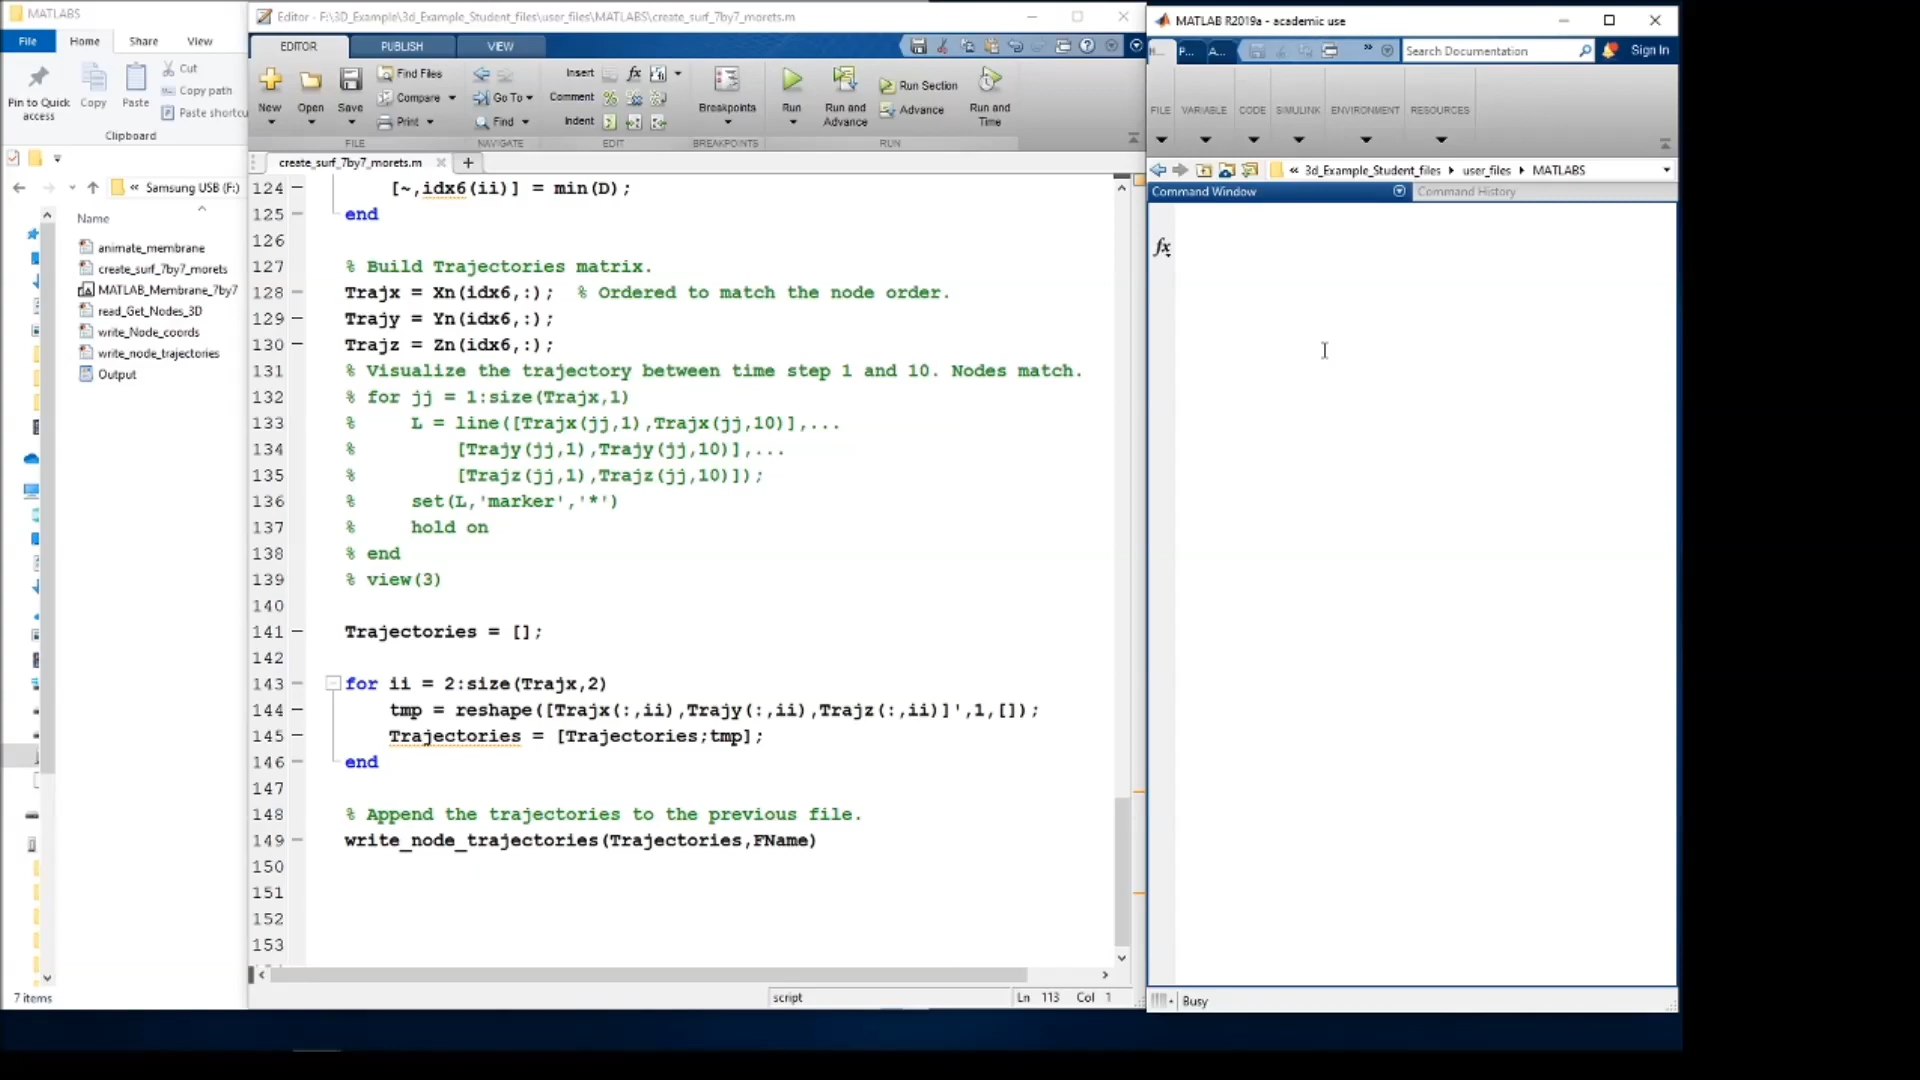 MATLABS
File Home Share View
Pin to Quick access
Copy
Paste
Cut
Copy path
Paste shortcu
Clipboard
« Samsung USB (F:)
Name
animate_membrane
create_surf_7by7_morets
MATLAB_Membrane_7by7
read_Get_Nodes_3D
write_Node_coords
write_node_trajectories
Output
7 items
Editor - F:\3D_Example\3d_Example_Student_files\user_files\MATLABS\create_surf_7by7_morets.m
EDITOR PUBLISH VIEW
New Open Save
Find Files
Compare
Print
Go To
Find
Insert
Comment
Indent
Breakpoints
Run
Run and Advance
Run Section
Advance
Run and Time
FILE NAVIGATE EDIT BREAKPOINTS RUN
create_surf_7by7_morets.m
124 [~,idx6(ii)] = min(D);
125 end
126
127 % Build Trajectories matrix.
128 Trajx = Xn(idx6,:); % Ordered to match the node order.
129 Trajy = Yn(idx6,:);
130 Trajz = Zn(idx6,:);
131 % Visualize the trajectory between time step 1 and 10. Nodes match.
132 % for jj = 1:size(Trajx,1)
133 % L = line([Trajx(jj,1),Trajx(jj,10)],...
134 % [Trajy(jj,1),Trajy(jj,10)],...
135 % [Trajz(jj,1),Trajz(jj,10)]);
136 % set(L,'marker','*')
137 % hold on
138 % end
139 % view(3)
140
141 Trajectories = [];
142
143 for ii = 2:size(Trajx,2)
144 tmp = reshape([Trajx(:,ii),Trajy(:,ii),Trajz(:,ii)]',1,[]);
145 Trajectories = [Trajectories;tmp];
146 end
147
148 % Append the trajectories to the previous file.
149 write_node_trajectories(Trajectories,FName)
150
151
152
153
script
Ln 113 Col 1
MATLAB R2019a - academic use
H... P... A...
Search Documentation
Sign In
FILE VARIABLE CODE SIMULINK ENVIRONMENT RESOURCES
« 3d_Example_Student_files ▸ user_files ▸ MATLABS
Command Window
Command History
fx
Busy